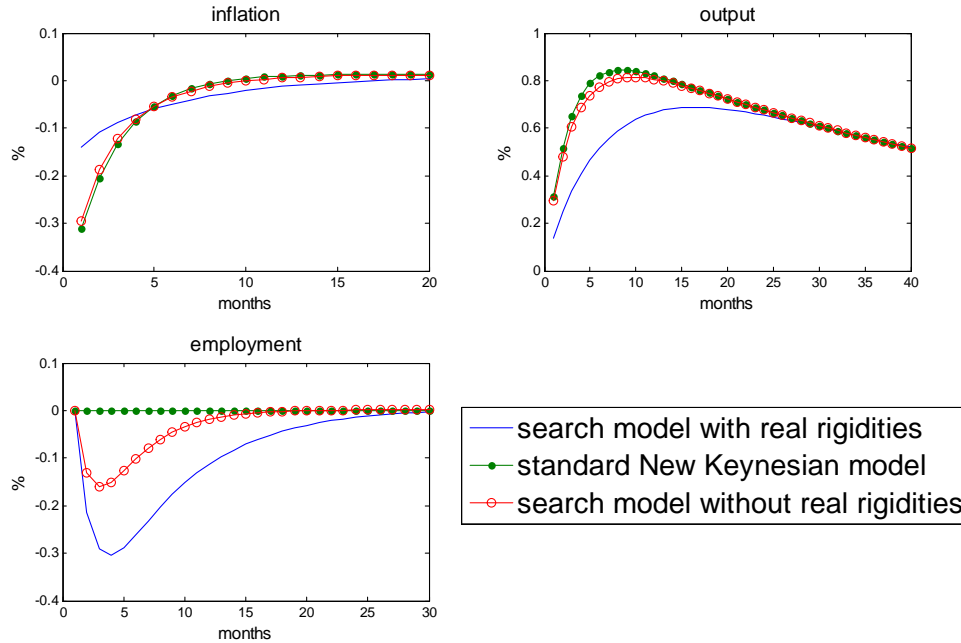 inflation
0.1
0
-0.1
-0.2
-0.3
-0.4
%
0 5 10 15 20
months
output
1
0.8
0.6
0.4
0.2
0
%
0 5 10 15 20 25 30 35 40
months
employment
0.1
0
-0.1
-0.2
-0.3
-0.4
%
0 5 10 15 20 25 30
months
search model with real rigidities
standard New Keynesian model
search model without real rigidities